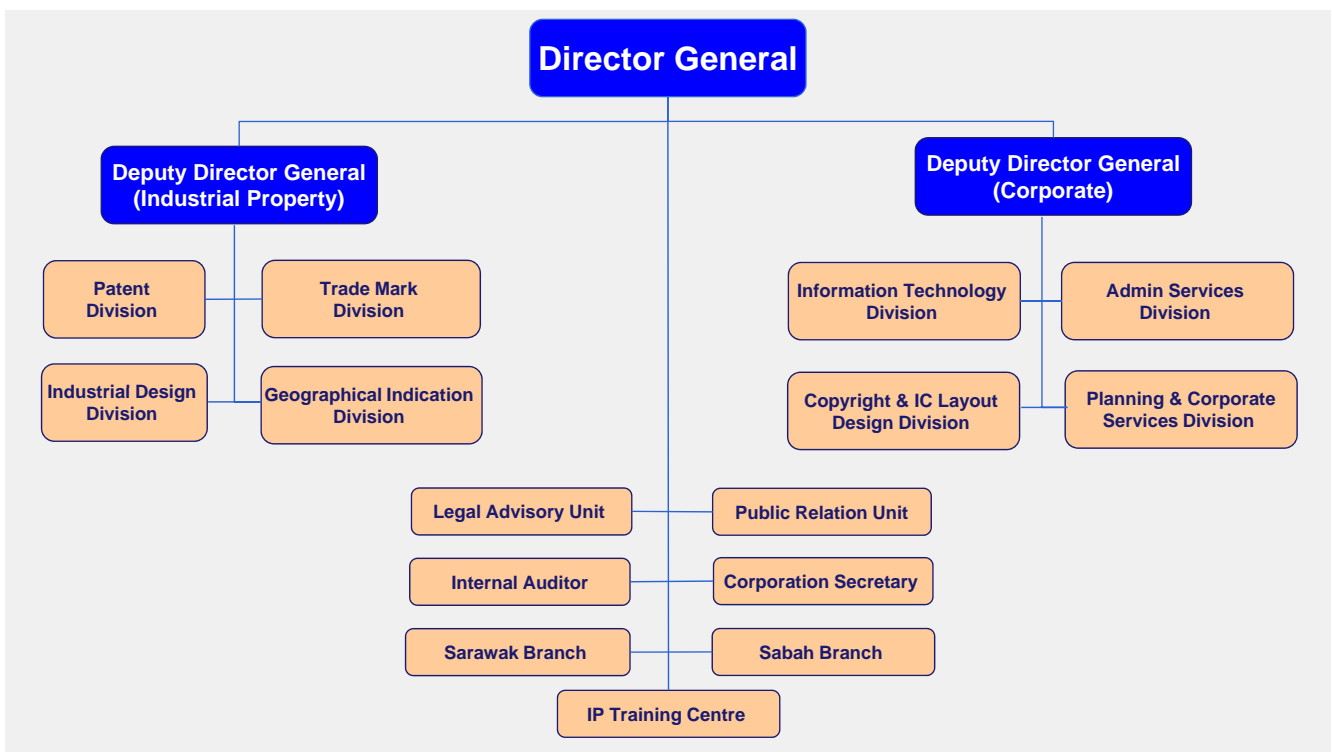 Director General
Deputy Director General
(Industrial Property)
Deputy Director General
(Corporate)
Patent
Division
Trade Mark
Division
Information Technology
Division
Admin Services
Division
Industrial Design
Division
Geographical Indication
Division
Copyright & IC Layout
Design Division
Planning & Corporate
Services Division
Legal Advisory Unit
Public Relation Unit
Internal Auditor
Corporation Secretary
Sarawak Branch
Sabah Branch
IP Training Centre